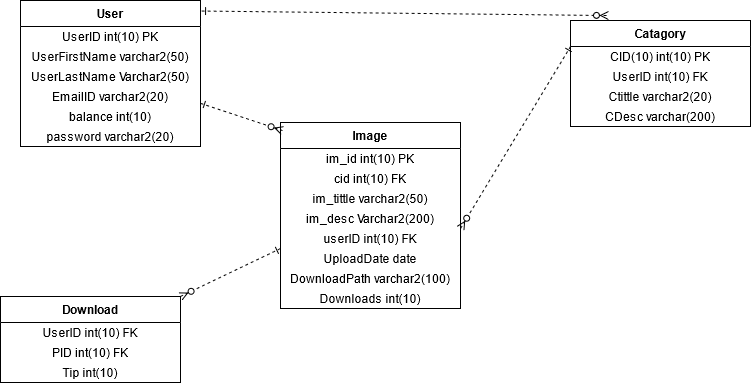 User
UserID int(10) PK
UserFirstName varchar2(50)
UserLastName Varchar2(50)
EmailID varchar2(20)
balance int(10)
password varchar2(20)
Catagory
CID(10) int(10) PK
UserID int(10) FK
Ctittle varchar2(20)
CDesc varchar(200)
Image
im_id int(10) PK
cid int(10) FK
im_tittle varchar2(50)
im_desc Varchar2(200)
userID int(10) FK
UploadDate date
DownloadPath varchar2(100)
Downloads int(10)
Download
UserID int(10) FK
PID int(10) FK
Tip int(10)